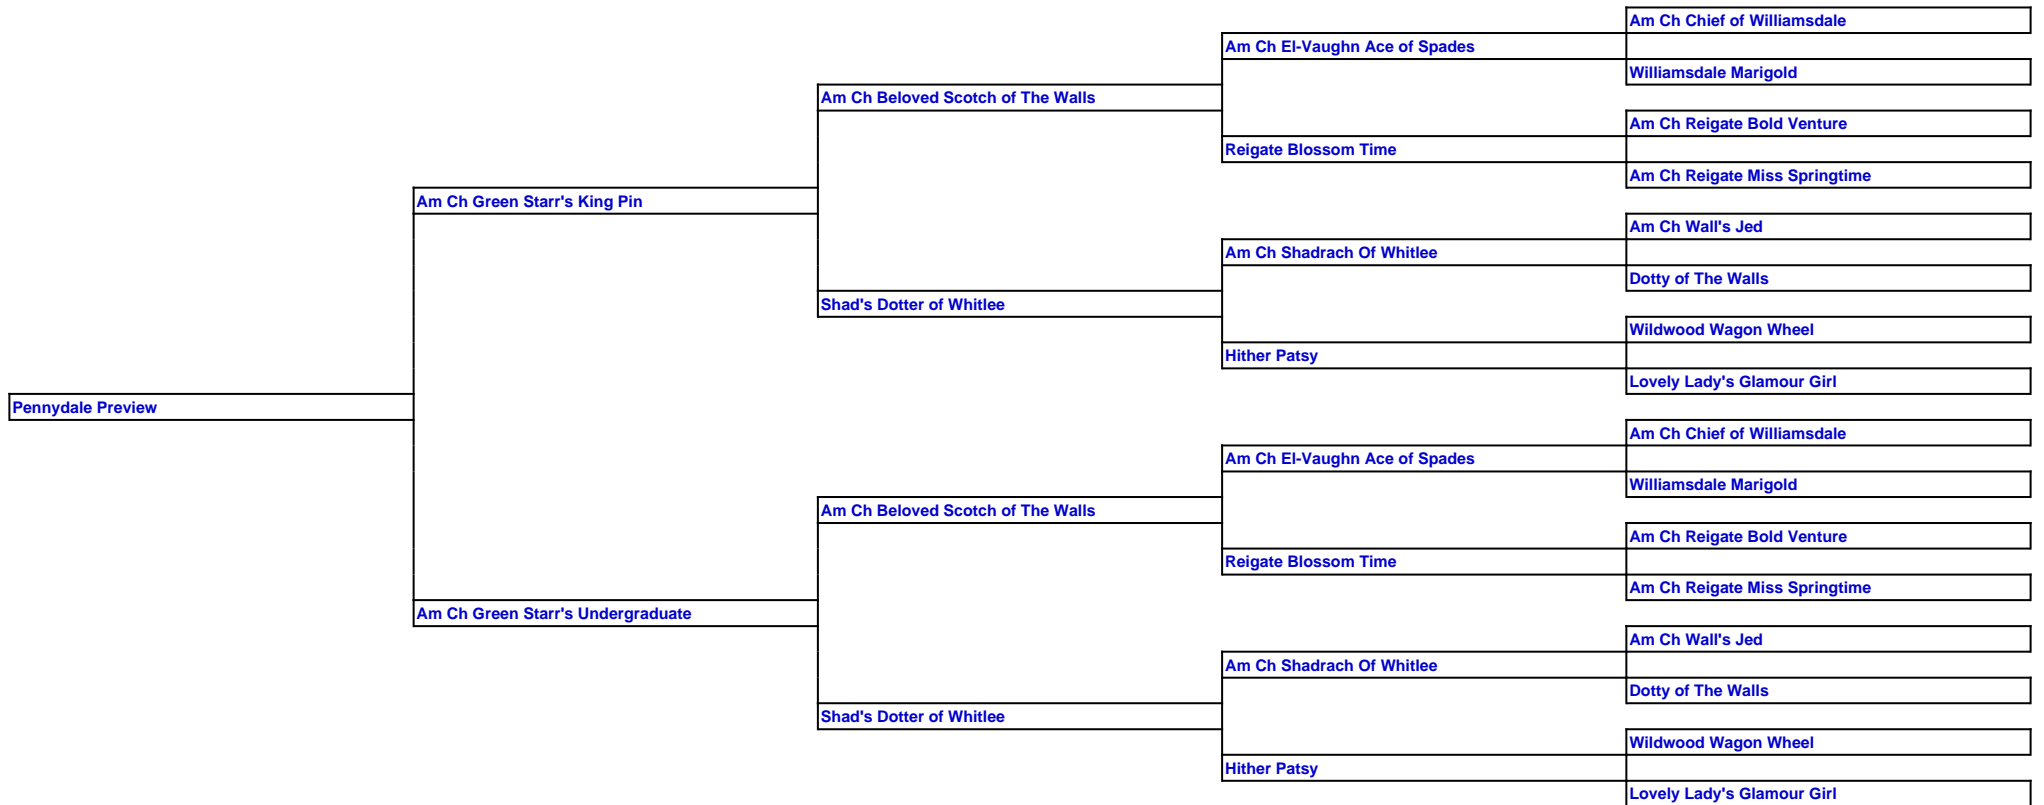 Am Ch Chief of Williamsdale
Am Ch El-Vaughn Ace of Spades
Williamsdale Marigold
Am Ch Beloved Scotch of The Walls
Am Ch Reigate Bold Venture
Reigate Blossom Time
Am Ch Reigate Miss Springtime
Am Ch Green Starr's King Pin
Am Ch Wall's Jed
Am Ch Shadrach Of Whitlee
Dotty of The Walls
Shad's Dotter of Whitlee
Wildwood Wagon Wheel
Hither Patsy
Lovely Lady's Glamour Girl
Pennydale Preview
Am Ch Chief of Williamsdale
Am Ch El-Vaughn Ace of Spades
Williamsdale Marigold
Am Ch Beloved Scotch of The Walls
Am Ch Reigate Bold Venture
Reigate Blossom Time
Am Ch Reigate Miss Springtime
Am Ch Green Starr's Undergraduate
Am Ch Wall's Jed
Am Ch Shadrach Of Whitlee
Dotty of The Walls
Shad's Dotter of Whitlee
Wildwood Wagon Wheel
Hither Patsy
Lovely Lady's Glamour Girl